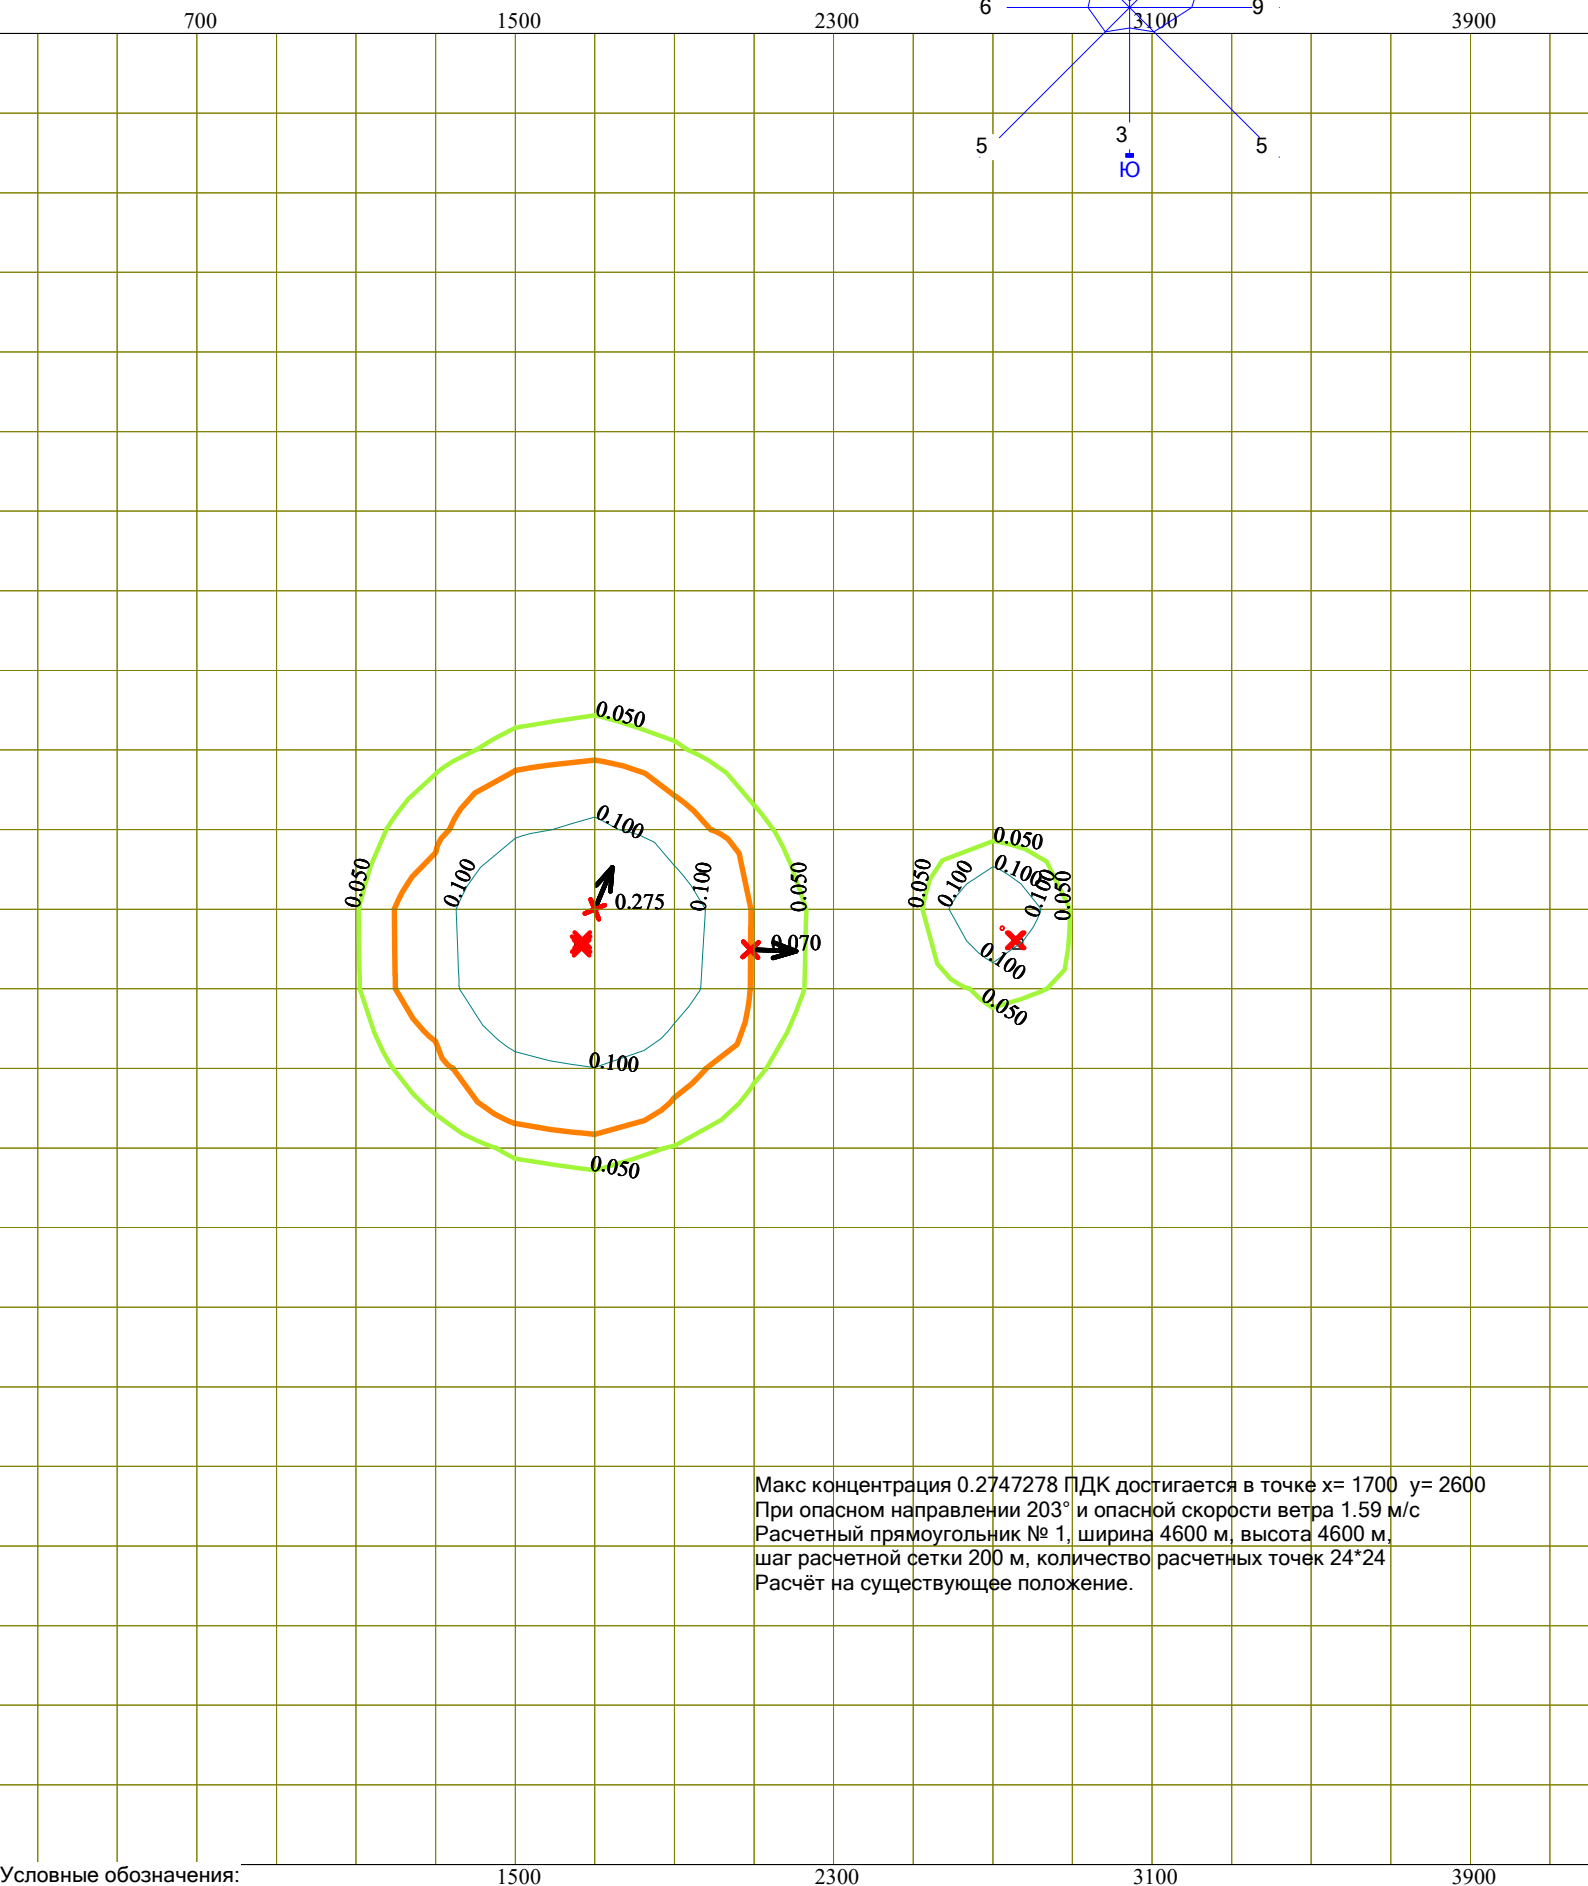 6
9
700 1500 2300 3100 3900
5 3 5
Ю
0.050
0.100
0.050
0.050 0.100 0.100 0.050 0.050 0.100 0.100 0.100 0.050
0.275
0.070
0.100
0.050
0.100
0.050
Макс концентрация 0.2747278 ПДК достигается в точке x= 1700 y= 2600
При опасном направлении 203° и опасной скорости ветра 1.59 м/с
Расчетный прямоугольник № 1, ширина 4600 м, высота 4600 м,
шаг расчетной сетки 200 м, количество расчетных точек 24*24
Расчёт на существующее положение.
Условные обозначения:
1500 2300 3100 3900